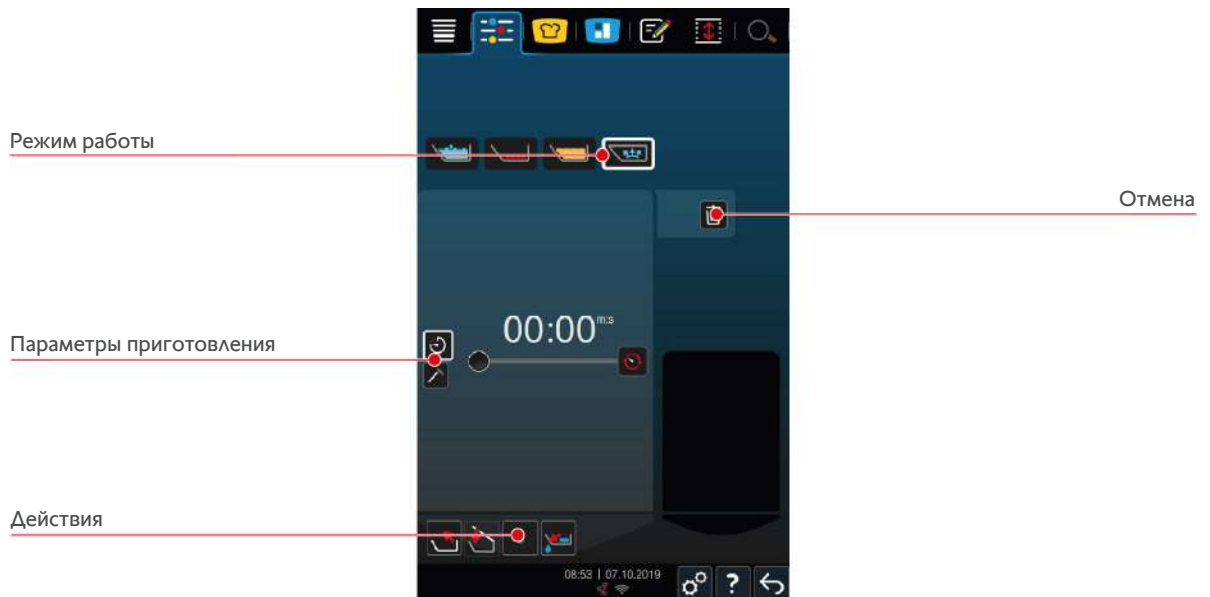 Режим работы
Отмена
00:00 m:s
Параметры приготовления
Действия
08:53 | 07.10.2019
?